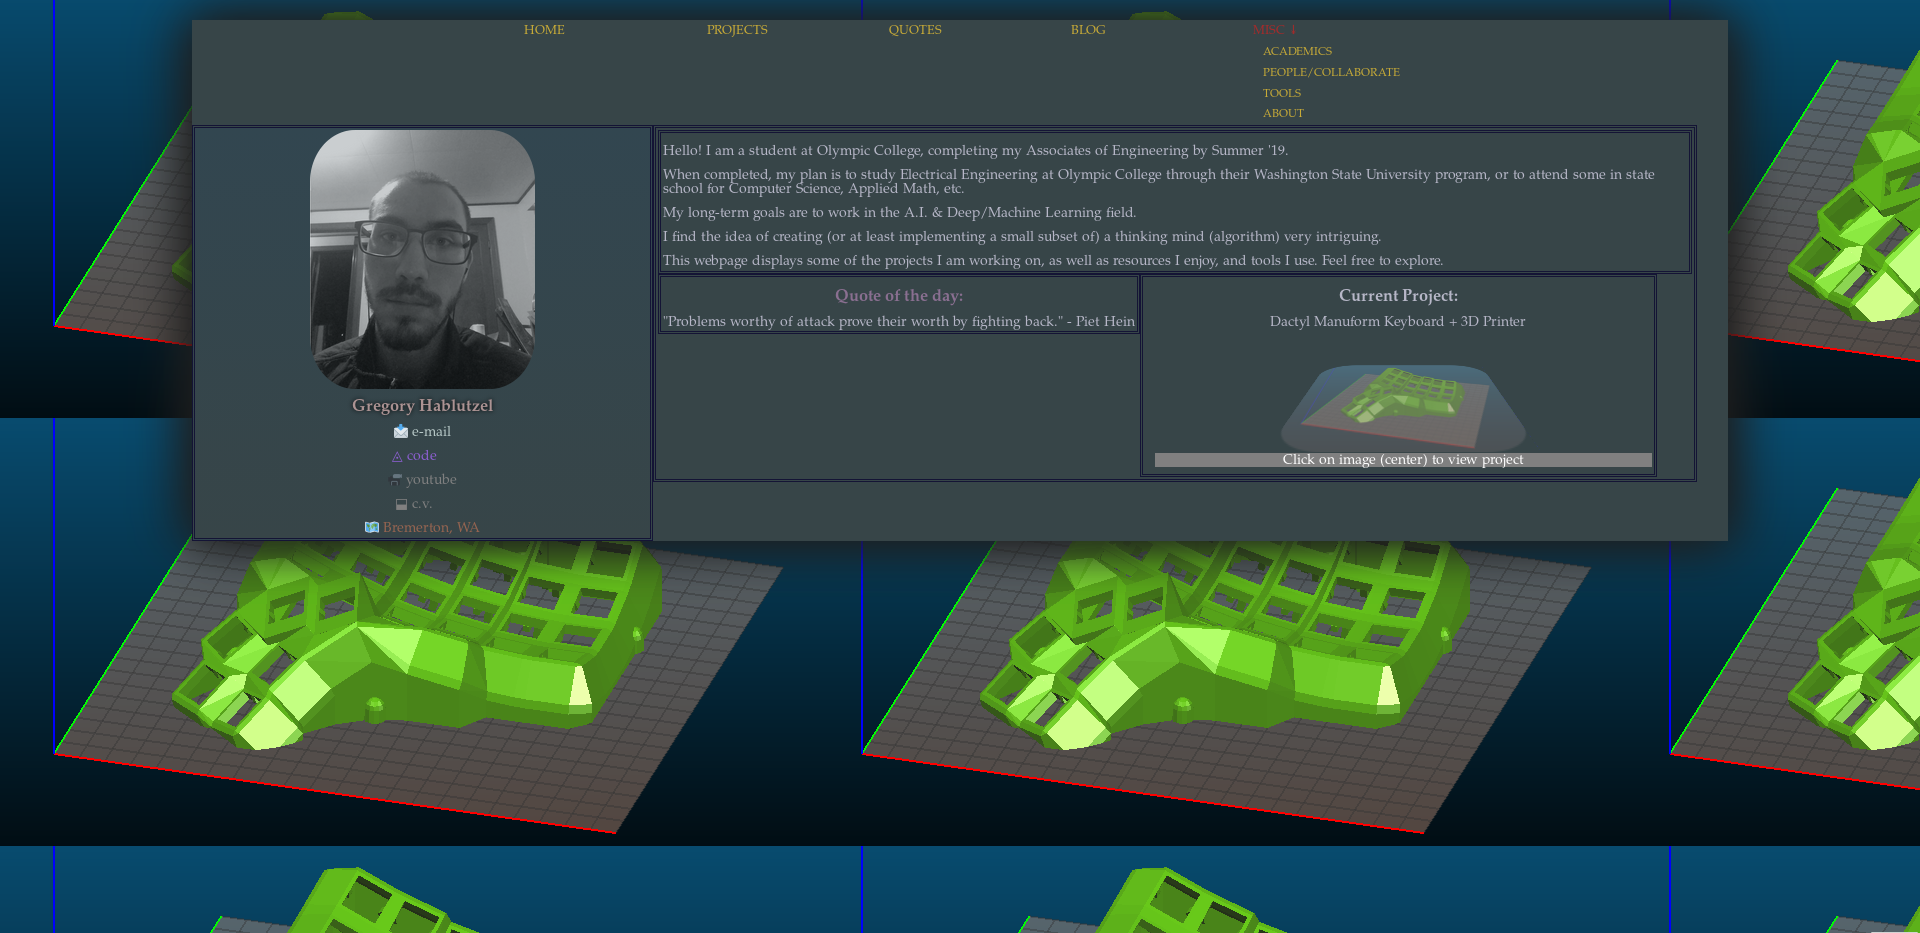 HOME PROJECTS QUOTES BLOG MISC ↓
ACADEMICS
PEOPLE/COLLABORATE
TOOLS
ABOUT
Gregory Hablutzel
e-mail
code
youtube
c.v.
Bremerton, WA
Hello! I am a student at Olympic College, completing my Associates of Engineering by Summer '19.
When completed, my plan is to study Electrical Engineering at Olympic College through their Washington State University program, or to attend some in state
school for Computer Science, Applied Math, etc.
My long-term goals are to work in the A.I. & Deep/Machine Learning field.
I find the idea of creating (or at least implementing a small subset of) a thinking mind (algorithm) very intriguing.
This webpage displays some of the projects I am working on, as well as resources I enjoy, and tools I use. Feel free to explore.
Quote of the day:
"Problems worthy of attack prove their worth by fighting back." - Piet Hein
Current Project:
Dactyl Manuform Keyboard + 3D Printer
Click on image (center) to view project